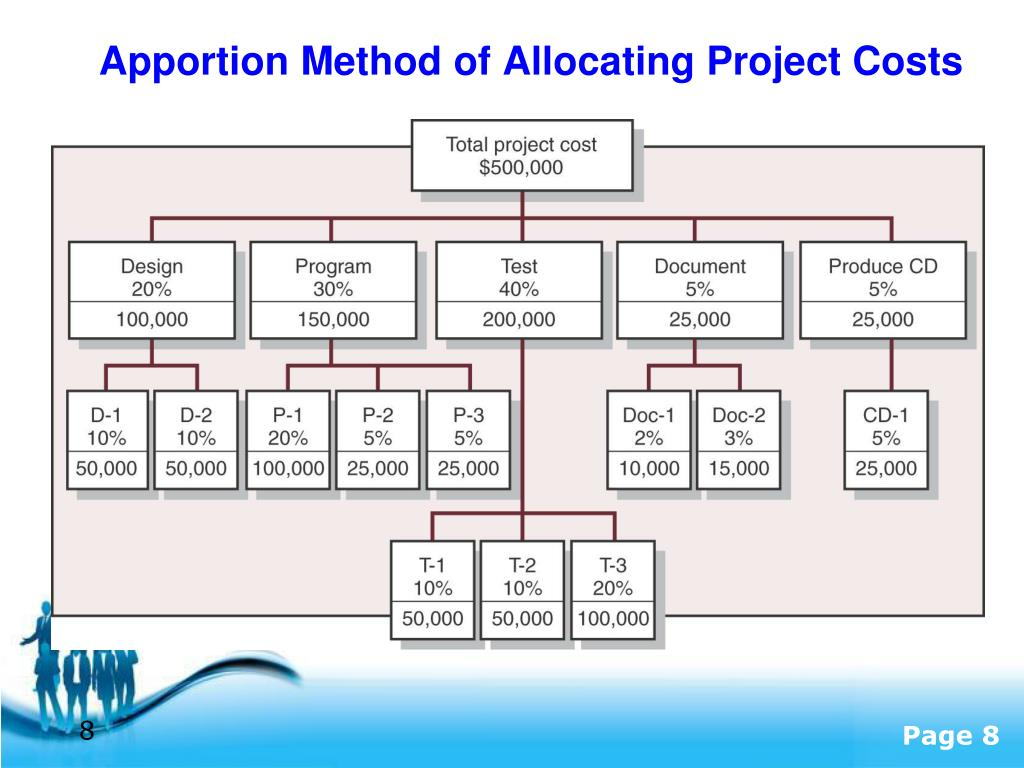 Apportion Method of Allocating Project Costs
Total project cost
$500,000
Design
20%
100,000
Program
30%
150,000
Test
40%
200,000
Document
5%
25,000
Produce CD
5%
25,000
D-1
10%
50,000
D-2
10%
50,000
P-1
20%
100,000
P-2
5%
25,000
P-3
5%
25,000
Doc-1
2%
10,000
Doc-2
3%
15,000
CD-1
5%
25,000
T-1
10%
50,000
T-2
10%
50,000
T-3
20%
100,000
8
Page 8